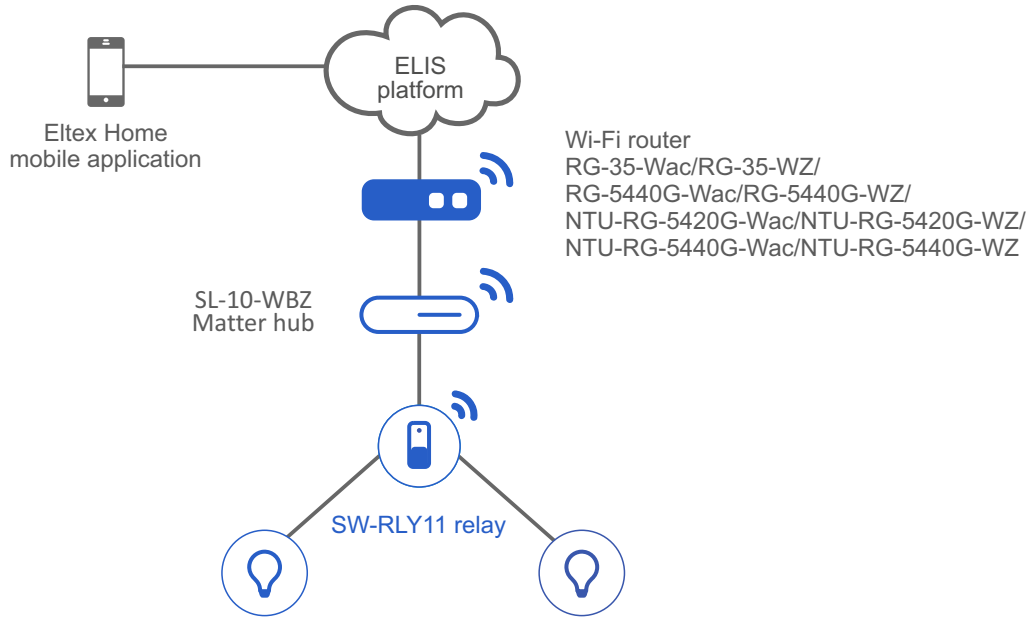 ELIS
platform
Eltex Home
mobile application
Wi-Fi router
RG-35-Wac/RG-35-WZ/
RG-5440G-Wac/RG-5440G-WZ/
NTU-RG-5420G-Wac/NTU-RG-5420G-WZ/
NTU-RG-5440G-Wac/NTU-RG-5440G-WZ
SL-10-WBZ
Matter hub
SW-RLY11 relay